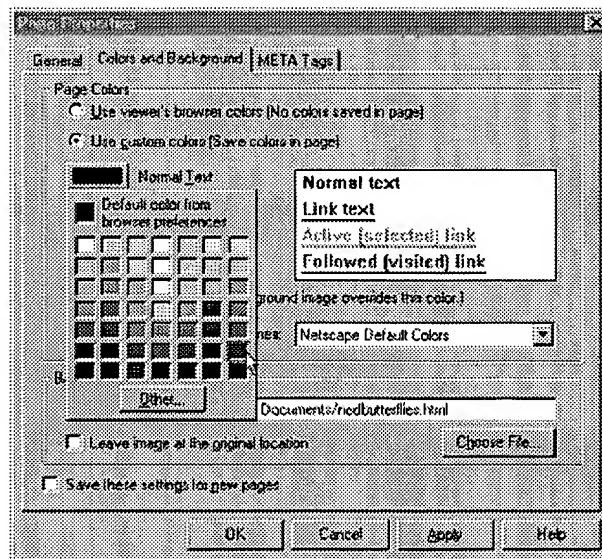 Page Properties
General Colors and Background META Tags
Page Colors
Use viewer's browser colors (No colors saved in page)
Use custom colors (Save colors in page)
Normal Text
Default color from
browser preferences
Normal text
Link text
Active (selected) link
Followed (visited) link
ground image overrides this color.)
Netscape Default Colors
Other...
Documents/riedbutterflies.html
Leave image at the original location
Choose File...
Save these settings for new pages
OK Cancel Apply Help